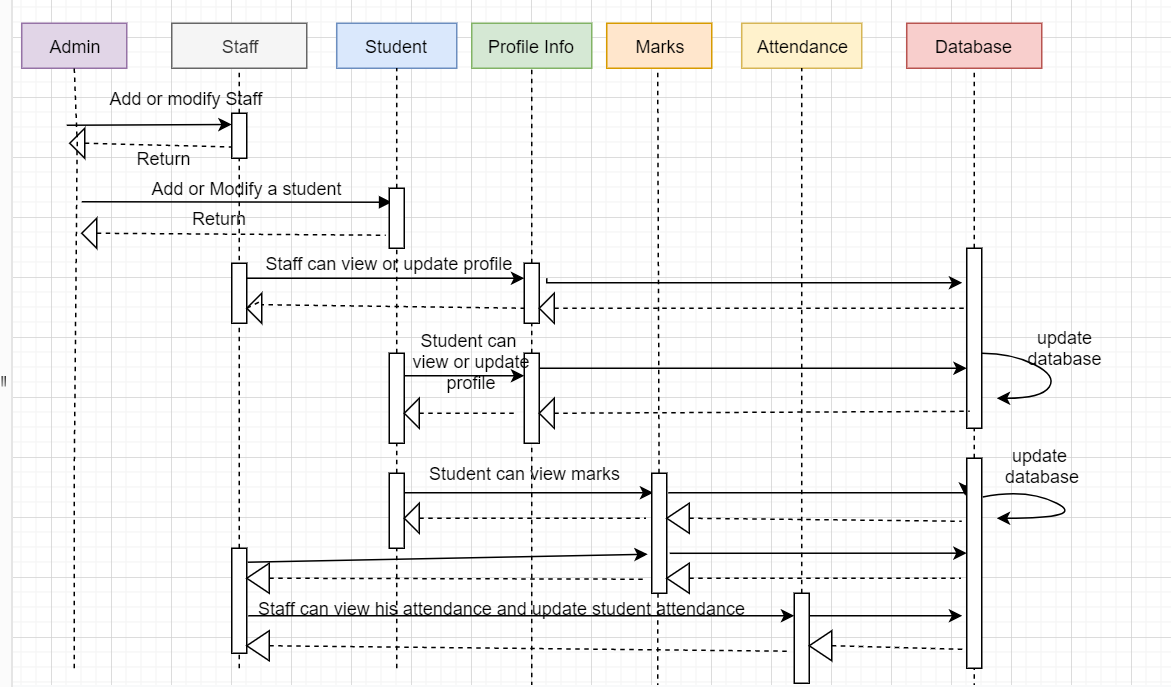 Admin
Staff
Student
Profile Info
Marks
Attendance
Database
Add or modify Staff
Return
Add or Modify a student
Return
Staff can view or update profile
Student can
view or update
profile
update
database
update
database
Student can view marks
Staff can view his attendance and update student attendance